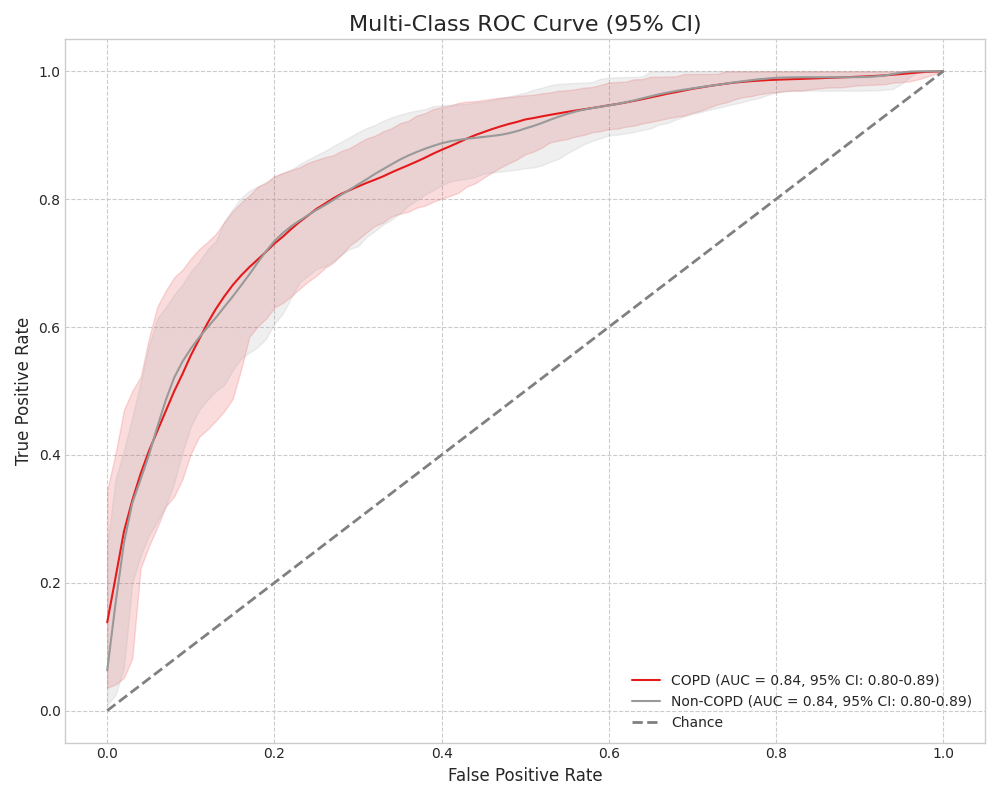 Multi-Class ROC Curve (95% CI)
True Positive Rate
1.0
0.8
0.6
0.4
0.2
0.0
COPD (AUC = 0.84, 95% CI: 0.80-0.89)
Non-COPD (AUC = 0.84, 95% CI: 0.80-0.89)
Chance
0.0 0.2 0.4 0.6 0.8 1.0
False Positive Rate